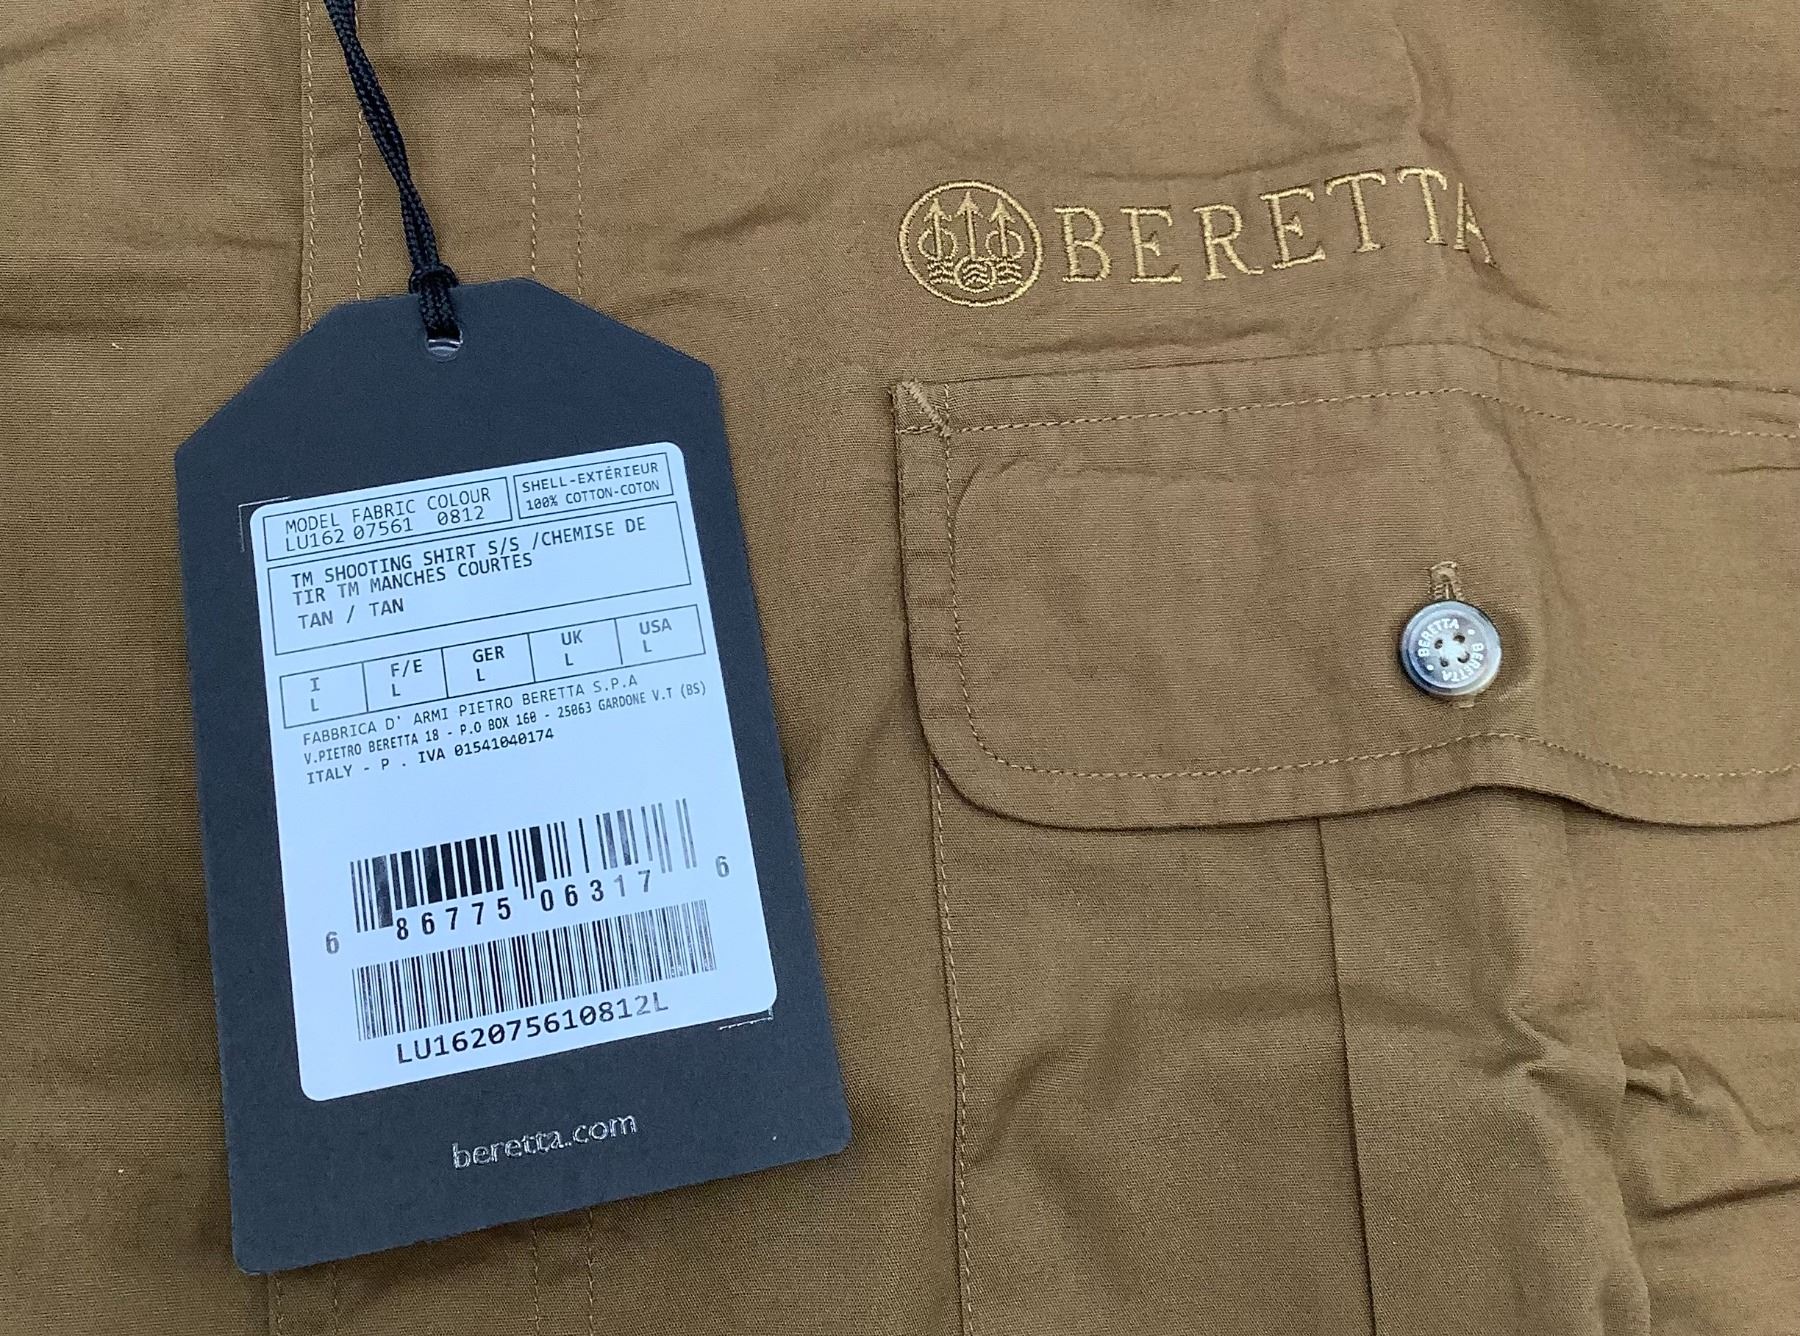 MODEL FABRIC COLOUR
LU162 07561 0812
SHELL-EXTÉRIEUR
100% COTTON-COTON
TM SHOOTING SHIRT S/S /CHEMISE DE
TIR TM MANCHES COURTES
TAN / TAN
I F/E GER UK USA
L L L L L
FABBRICA D' ARMI PIETRO BERETTA S.P.A
V.PIETRO BERETTA 18 - P.O BOX 160 - 25063 GARDONE V.T (BS)
ITALY - P . IVA 01541040174
6 86775 06317 6
LU162075610812L
beretta.com
BERETTA
BERETTA • BERETTA •